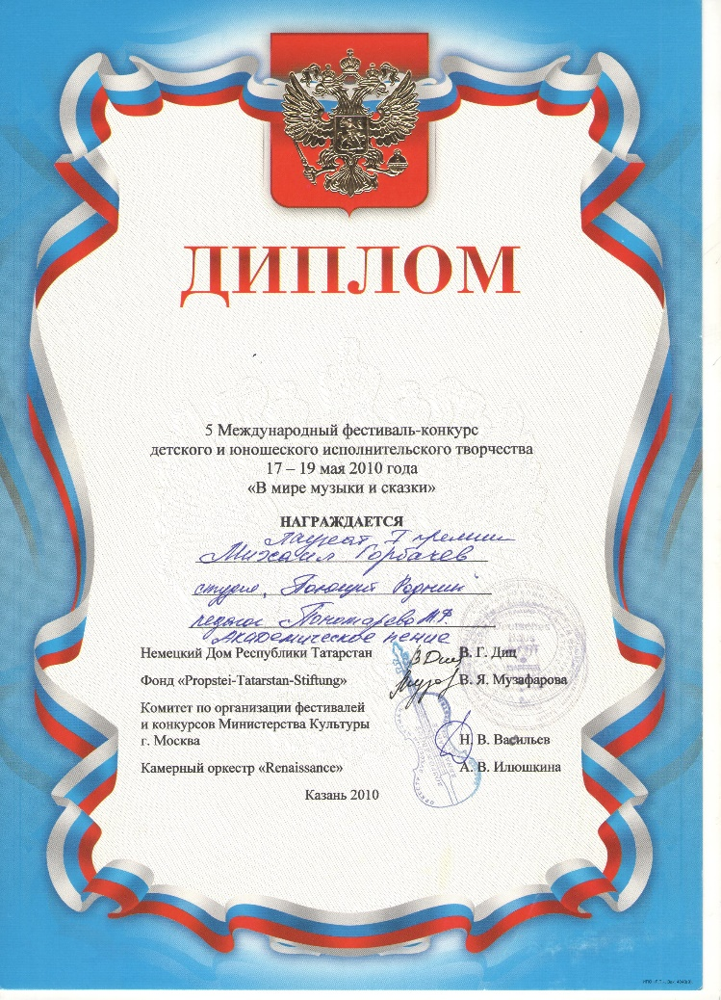 ДИПЛОМ
5 Международный фестиваль-конкурс
детского и юношеского исполнительского творчества
17 – 19 мая 2010 года
«В мире музыки и сказки»
НАГРАЖДАЕТСЯ
Лауреат I премии
Михаил Горбачев
студия „Поющий Родник"
педагог Пономарева М.Ф.
Академическое пение
Немецкий Дом Республики Татарстан В. Г. Диц
Фонд «Propstei-Tatarstan-Stiftung» В. Я. Музафарова
Комитет по организации фестивалей
и конкурсов Министерства Культуры
г. Москва Н. В. Васильев
Камерный оркестр «Renaissance» А. В. Илюшкина
Казань 2010